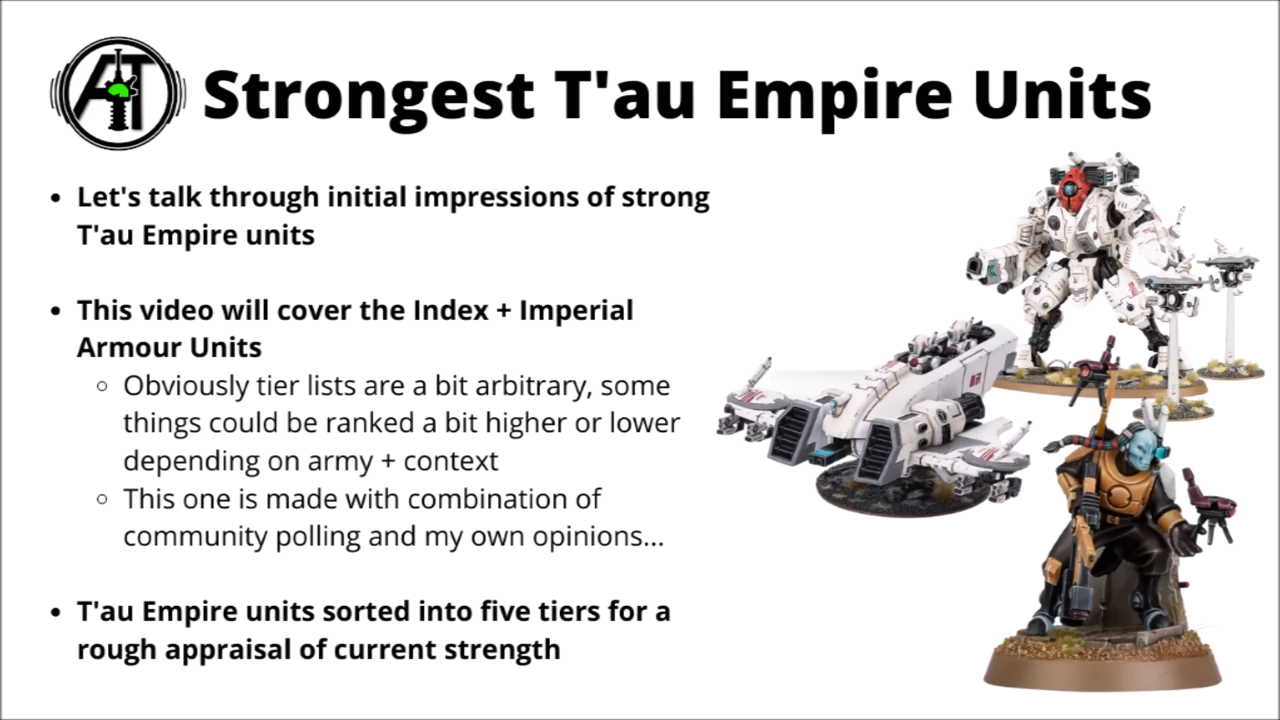 AT
Strongest T'au Empire Units
• Let's talk through initial impressions of strong
T'au Empire units
• This video will cover the Index + Imperial
Armour Units
○ Obviously tier lists are a bit arbitrary, some
things could be ranked a bit higher or lower
depending on army + context
○ This one is made with combination of
community polling and my own opinions...
• T'au Empire units sorted into five tiers for a
rough appraisal of current strength